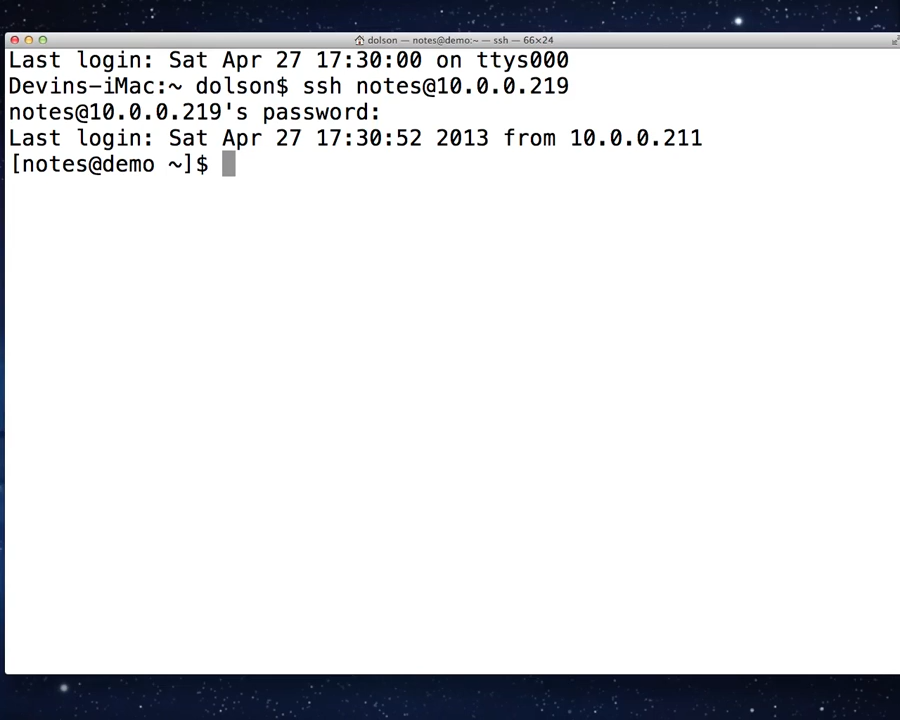 dolson — notes@demo:~ — ssh — 66×24
Last login: Sat Apr 27 17:30:00 on ttys000
Devins-iMac:~ dolson$ ssh notes@10.0.0.219
notes@10.0.0.219's password:
Last login: Sat Apr 27 17:30:52 2013 from 10.0.0.211
[notes@demo ~]$